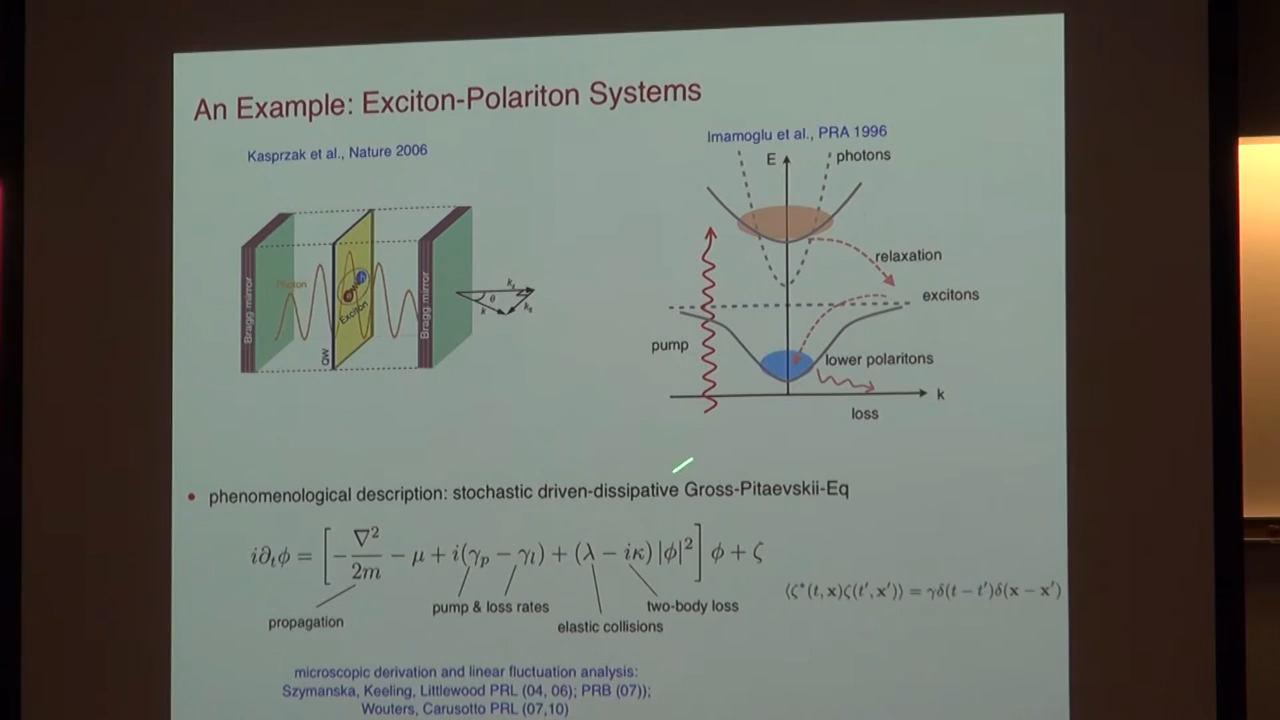 An Example: Exciton-Polariton Systems
Kasprzak et al., Nature 2006
Imamoglu et al., PRA 1996
Bragg mirror
Photon
QW
Exciton
Bragg mirror
θ
k
E
photons
relaxation
excitons
pump
lower polaritons
k
loss
• phenomenological description: stochastic driven-dissipative Gross-Pitaevskii-Eq
i∂ₜϕ = [−∇²/2m − μ + i(γₚ − γₗ) + (λ − iκ)|ϕ|²] ϕ + ζ
⟨ζ*(t,x)ζ(t′,x′)⟩ = γδ(t − t′)δ(x − x′)
propagation
pump & loss rates
elastic collisions
two-body loss
microscopic derivation and linear fluctuation analysis:
Szymanska, Keeling, Littlewood PRL (04, 06); PRB (07));
Wouters, Carusotto PRL (07,10)